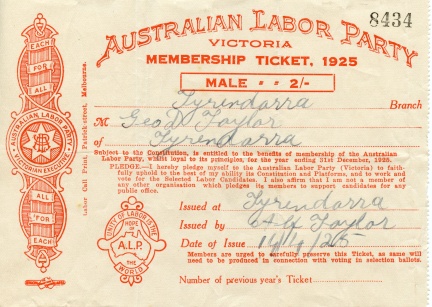 8434
AUSTRALIAN LABOR PARTY
VICTORIA
MEMBERSHIP TICKET, 1925
MALE " " 2/-
Tyrendarra Branch
M Geo D Taylor
of Tyrendarra
Subject to the Constitution, is entitled to the benefits of membership of the Australian
Labor Party, whilst loyal to its principles, for the year ending 31st December, 1925.
PLEDGE.—I hereby pledge myself to the Australian Labor Party (Victoria) to faith-
fully uphold to the best of my ability its Constitution and Platforms, and to work and
vote for the Selected Labor Candidates. I also affirm that I am not a member of
any other organisation which pledges its members to support candidates for any
public office.
Issued at Tyrendarra
Issued by Taylor
Date of Issue 25
Members are urged to carefully preserve this Ticket, as same will
need to be produced in connection with voting in selection ballots.
Number of previous year's Ticket
EACH
FOR
ALL
AUSTRALIAN LABOR PARTY
VICTORIAN EXECUTIVE
ALL
FOR
EACH
Labor Call Print, Patrick-street, Melbourne.
UNITY OF LABOR IS THE
HOPE
OF
A.L.P.
THE WORLD